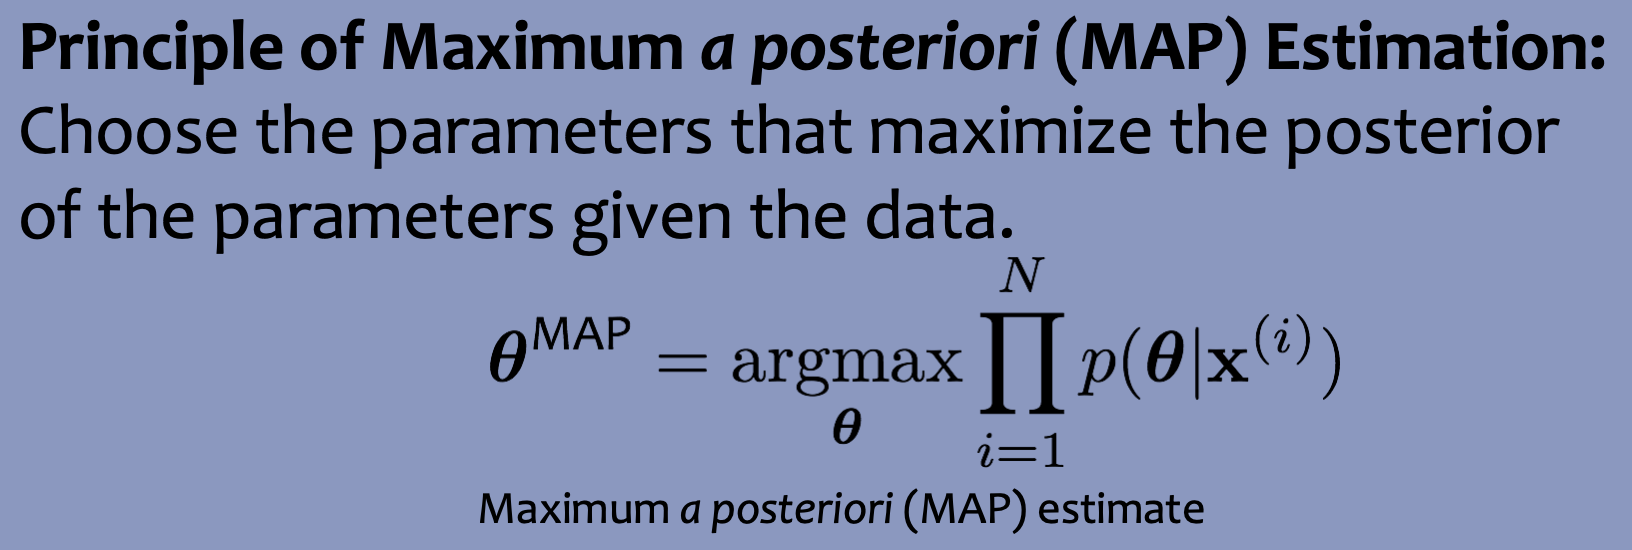 Principle of Maximum a posteriori (MAP) Estimation:
Choose the parameters that maximize the posterior
of the parameters given the data.
𝜽^MAP = argmax_𝜽 ∏_{i=1}^{N} p(𝜽|𝐱^(i))
Maximum a posteriori (MAP) estimate